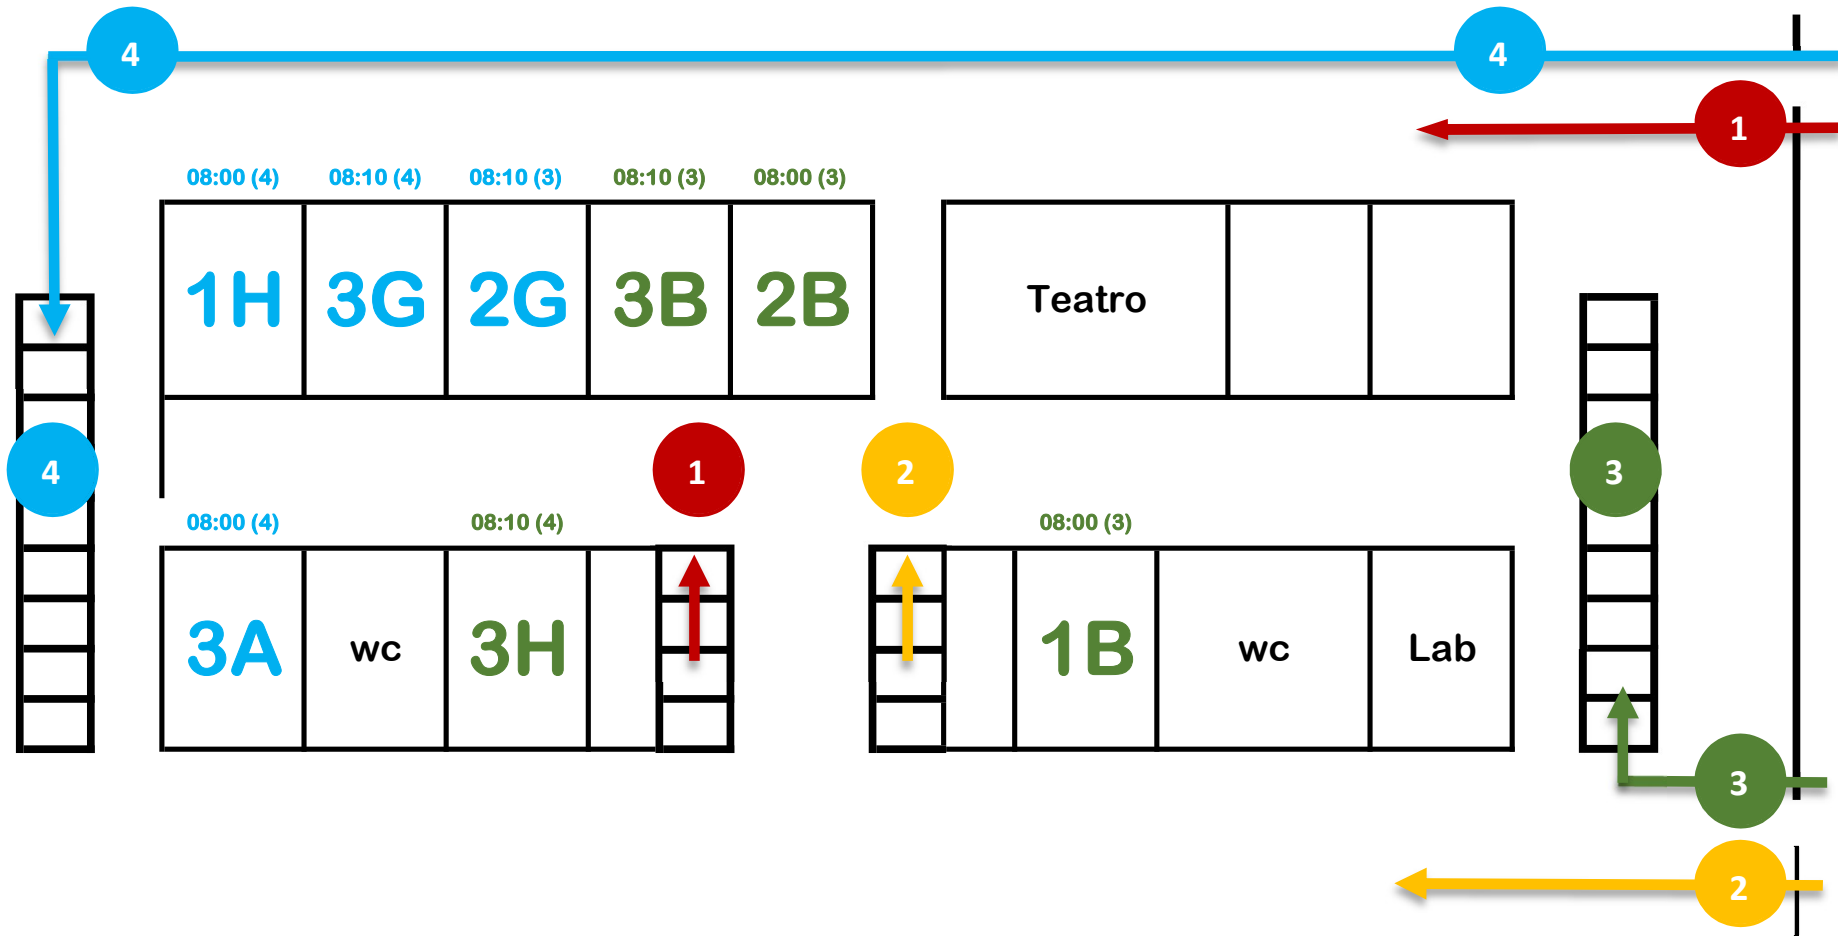 4
4
1
08:00 (4)
08:10 (4)
08:10 (3)
08:10 (3)
08:00 (3)
1H
3G
2G
3B
2B
Teatro
4
1
2
3
08:00 (4)
08:10 (4)
08:00 (3)
3A
wc
3H
1B
wc
Lab
3
2